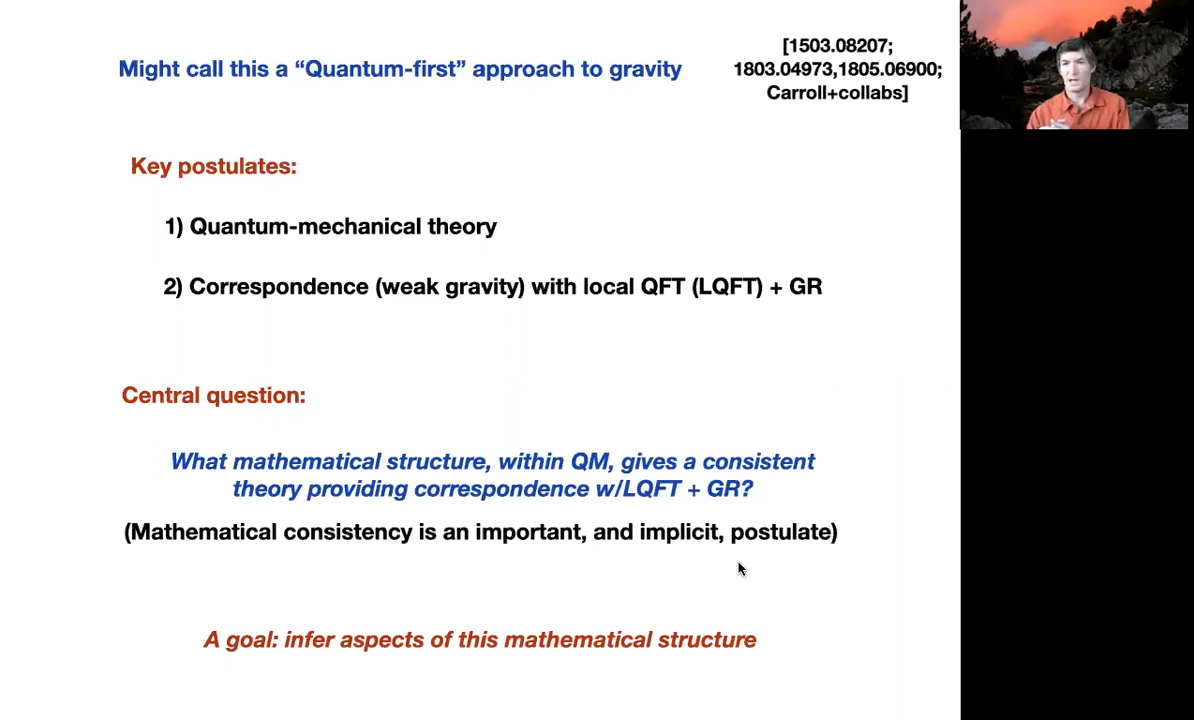 Might call this a “Quantum-first” approach to gravity
[1503.08207;
1803.04973,1805.06900;
Carroll+collabs]
Key postulates:
1) Quantum-mechanical theory
2) Correspondence (weak gravity) with local QFT (LQFT) + GR
Central question:
What mathematical structure, within QM, gives a consistent
theory providing correspondence w/LQFT + GR?
(Mathematical consistency is an important, and implicit, postulate)
A goal: infer aspects of this mathematical structure